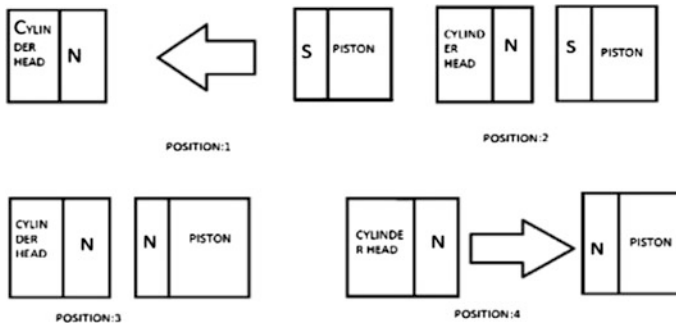 CYLIN
DER
HEAD
N
S
PISTON
POSITION:1
CYLIND
ER
HEAD
N
S
PISTON
POSITION:2
CYLIN
DER
HEAD
N
N
PISTON
POSITION:3
CYLINDE
R HEAD
N
N
PISTON
POSITION:4